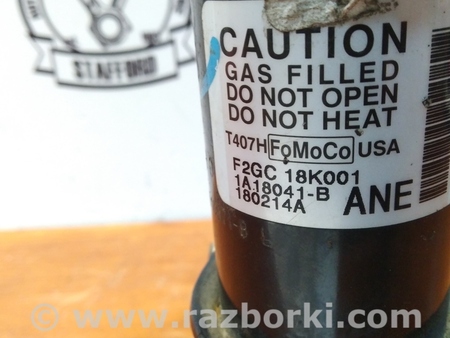 STAFFORD
CAUTION
GAS FILLED
DO NOT OPEN
DO NOT HEAT
T407H FoMoCo USA
F2GC 18K001
1A18041-B
180214A ANE
© www.razborki.com